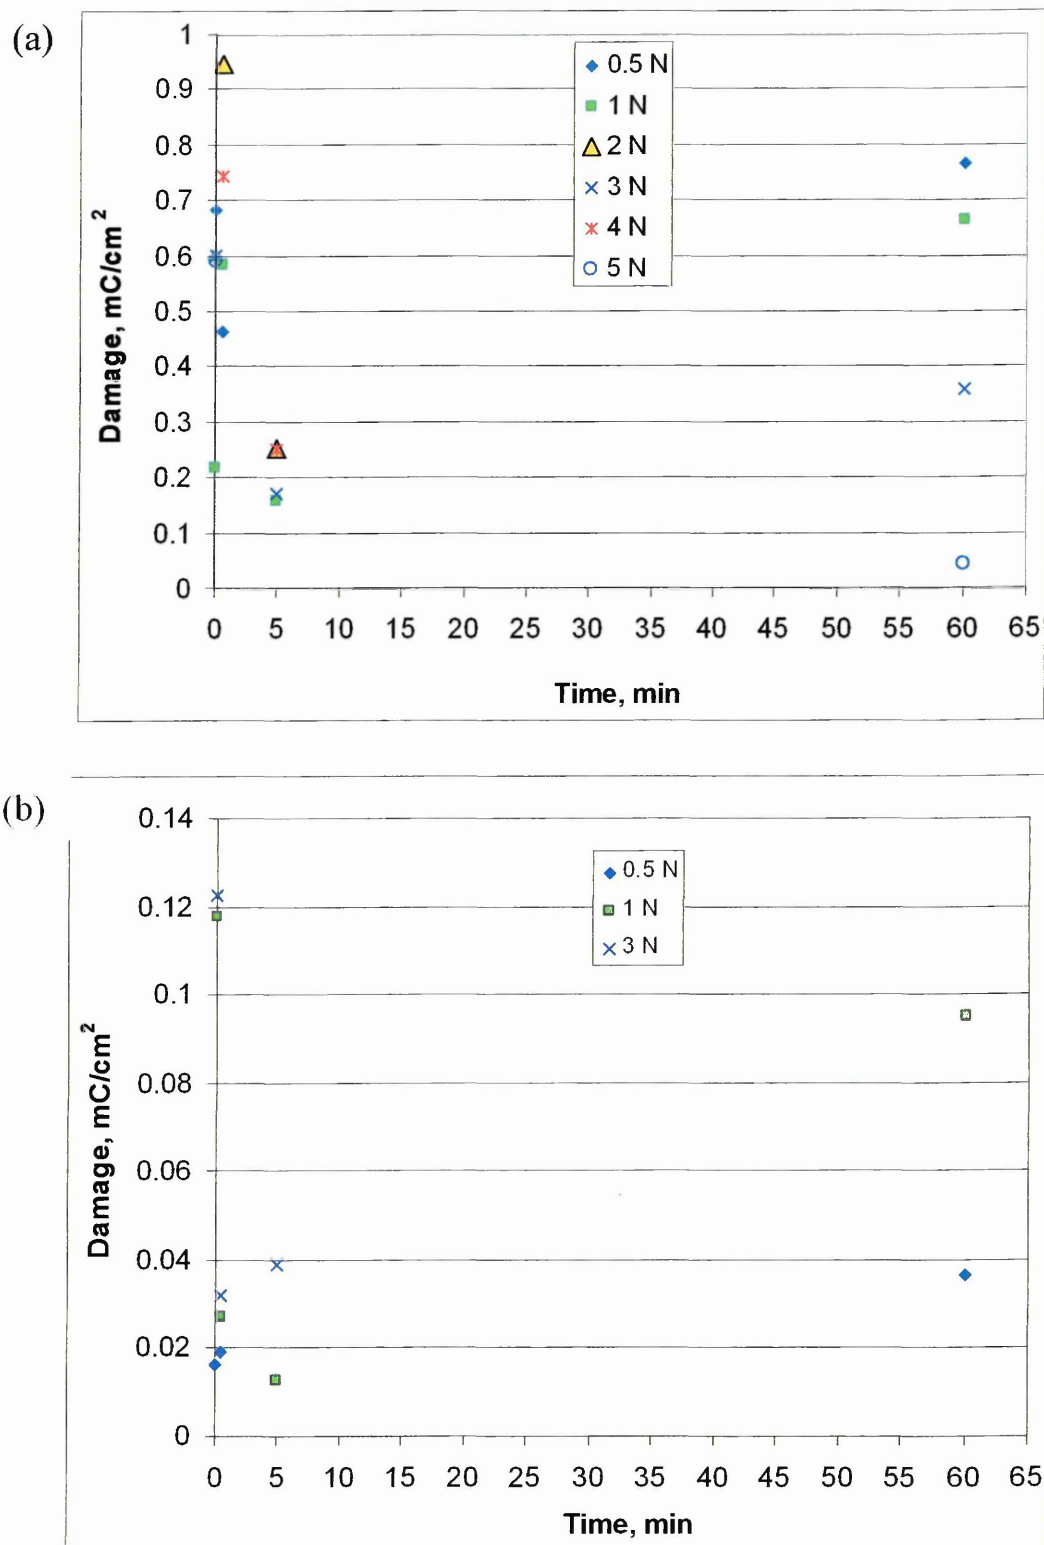 (a)
1
0.9
0.8
0.7
0.6
0.5
0.4
0.3
0.2
0.1
0
Damage, mC/cm²
0.5 N
1 N
2 N
3 N
4 N
5 N
0 5 10 15 20 25 30 35 40 45 50 55 60 65
Time, min
(b)
0.14
0.12
0.1
0.08
0.06
0.04
0.02
0
Damage, mC/cm²
0.5 N
1 N
3 N
0 5 10 15 20 25 30 35 40 45 50 55 60 65
Time, min